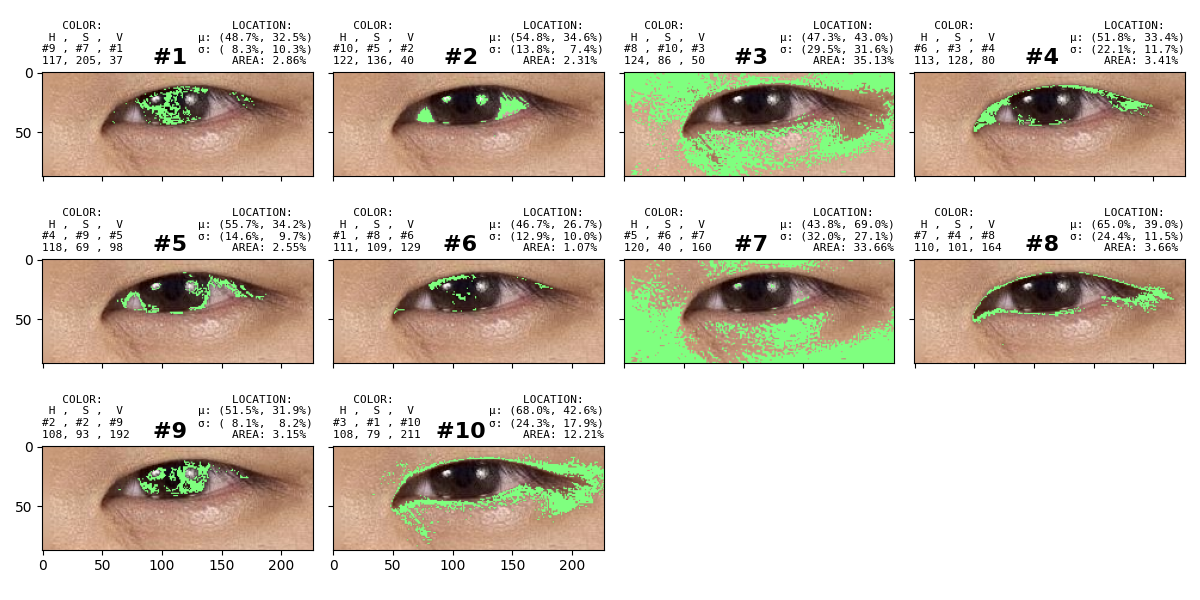 COLOR: LOCATION:
H , S , V μ: (48.7%, 32.5%)
#9 , #7 , #1 #1 σ: ( 8.3%, 10.3%)
117, 205, 37 AREA: 2.86%
COLOR: LOCATION:
H , S , V μ: (54.8%, 34.6%)
#10, #5 , #2 #2 σ: (13.8%, 7.4%)
122, 136, 40 AREA: 2.31%
COLOR: LOCATION:
H , S , V μ: (47.3%, 43.0%)
#8 , #10, #3 #3 σ: (29.5%, 31.6%)
124, 86 , 50 AREA: 35.13%
COLOR: LOCATION:
H , S , V μ: (51.8%, 33.4%)
#6 , #3 , #4 #4 σ: (22.1%, 11.7%)
113, 128, 80 AREA: 3.41%
0
50
COLOR: LOCATION:
H , S , V μ: (55.7%, 34.2%)
#4 , #9 , #5 #5 σ: (14.6%, 9.7%)
118, 69 , 98 AREA: 2.55%
COLOR: LOCATION:
H , S , V μ: (46.7%, 26.7%)
#1 , #8 , #6 #6 σ: (12.9%, 10.0%)
111, 109, 129 AREA: 1.07%
COLOR: LOCATION:
H , S , V μ: (43.8%, 69.0%)
#5 , #6 , #7 #7 σ: (32.0%, 27.1%)
120, 40 , 160 AREA: 33.66%
COLOR: LOCATION:
H , S , V μ: (65.0%, 39.0%)
#7 , #4 , #8 #8 σ: (24.4%, 11.5%)
110, 101, 164 AREA: 3.66%
0
50
COLOR: LOCATION:
H , S , V μ: (51.5%, 31.9%)
#2 , #2 , #9 #9 σ: ( 8.1%, 8.2%)
108, 93 , 192 AREA: 3.15%
COLOR: LOCATION:
H , S , V μ: (68.0%, 42.6%)
#3 , #1 , #10 #10 σ: (24.3%, 17.9%)
108, 79 , 211 AREA: 12.21%
0
50
0 50 100 150 200
0 50 100 150 200